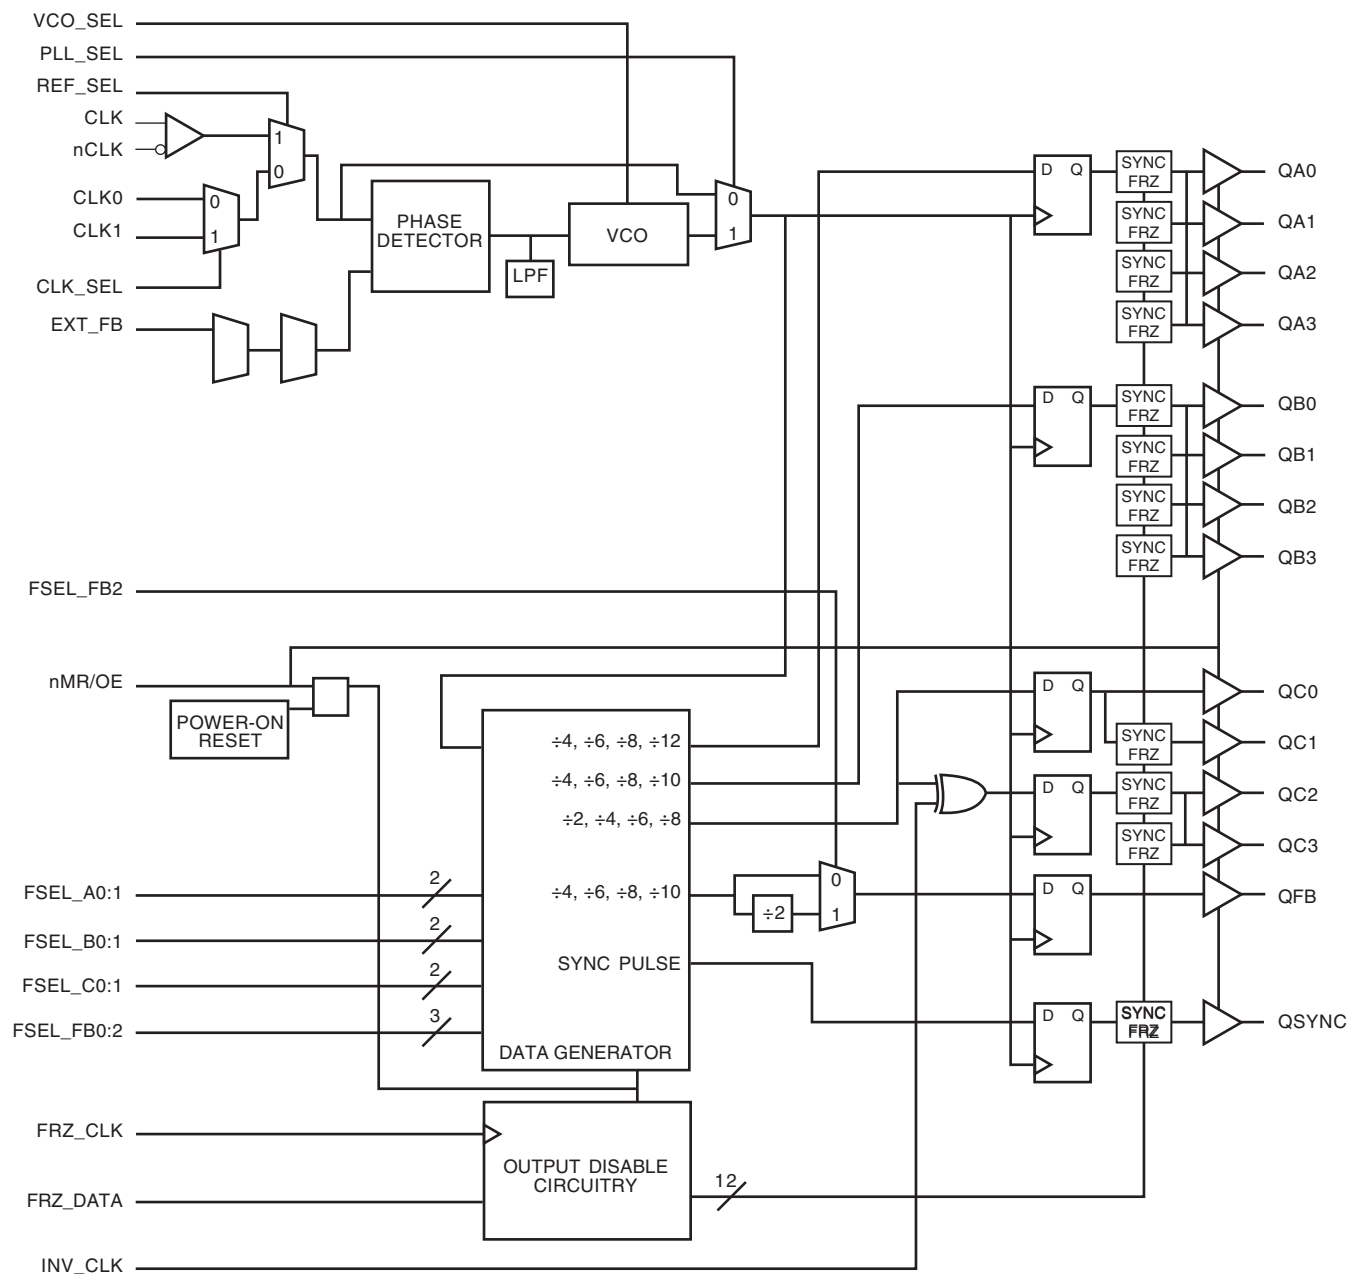 VCO_SEL
PLL_SEL
REF_SEL
CLK
nCLK
CLK0
CLK1
CLK_SEL
EXT_FB
1
0
0
1
PHASE
DETECTOR
LPF
VCO
0
1
D Q
SYNC
FRZ
QA0
SYNC
FRZ
QA1
SYNC
FRZ
QA2
SYNC
FRZ
QA3
D Q
SYNC
FRZ
QB0
SYNC
FRZ
QB1
SYNC
FRZ
QB2
SYNC
FRZ
QB3
FSEL_FB2
nMR/OE
POWER-ON
RESET
÷4, ÷6, ÷8, ÷12
÷4, ÷6, ÷8, ÷10
÷2, ÷4, ÷6, ÷8
÷4, ÷6, ÷8, ÷10
SYNC PULSE
DATA GENERATOR
FSEL_A0:1
2
FSEL_B0:1
2
FSEL_C0:1
2
FSEL_FB0:2
3
÷2
0
1
D Q
QC0
SYNC
FRZ
QC1
D Q
SYNC
FRZ
QC2
SYNC
FRZ
QC3
D Q
QFB
D Q
SYNC
FRZ
QSYNC
FRZ_CLK
FRZ_DATA
OUTPUT DISABLE
CIRCUITRY
12
INV_CLK